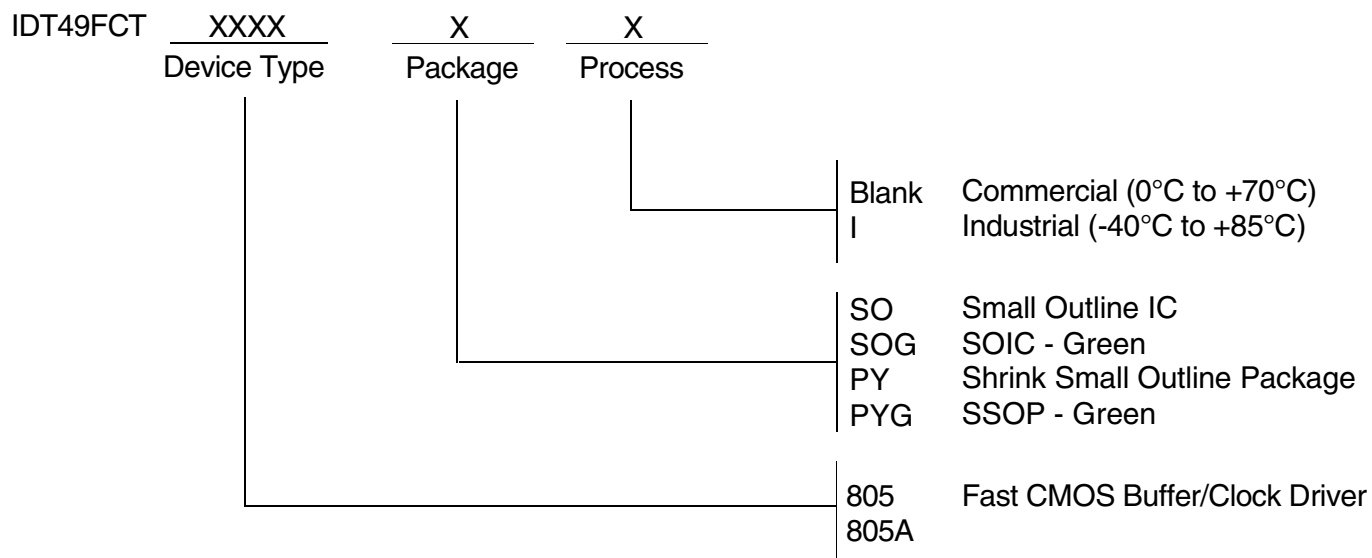 IDT49FCT XXXX X X
Device Type Package Process
Blank Commercial (0°C to +70°C)
I Industrial (-40°C to +85°C)
SO Small Outline IC
SOG SOIC - Green
PY Shrink Small Outline Package
PYG SSOP - Green
805 Fast CMOS Buffer/Clock Driver
805A